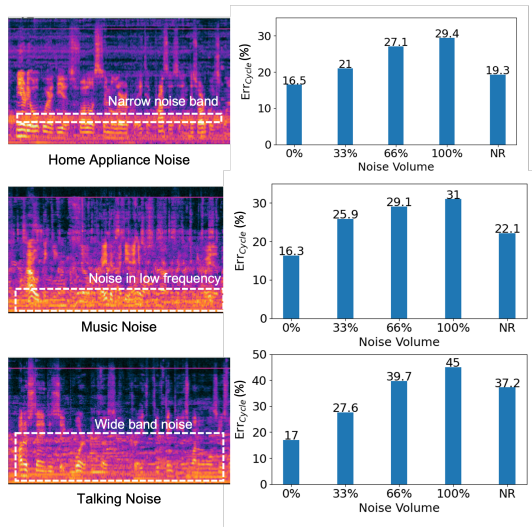 Narrow noise band
Home Appliance Noise
Err_Cycle (%)
30
20
10
0
16.5
21
27.1
29.4
19.3
0%
33%
66%
100%
NR
Noise Volume
Noise in low frequency
Music Noise
Err_Cycle (%)
30
20
10
0
16.3
25.9
29.1
31
22.1
0%
33%
66%
100%
NR
Noise Volume
Wide band noise
Talking Noise
Err_Cycle (%)
50
40
30
20
10
0
17
27.6
39.7
45
37.2
0%
33%
66%
100%
NR
Noise Volume